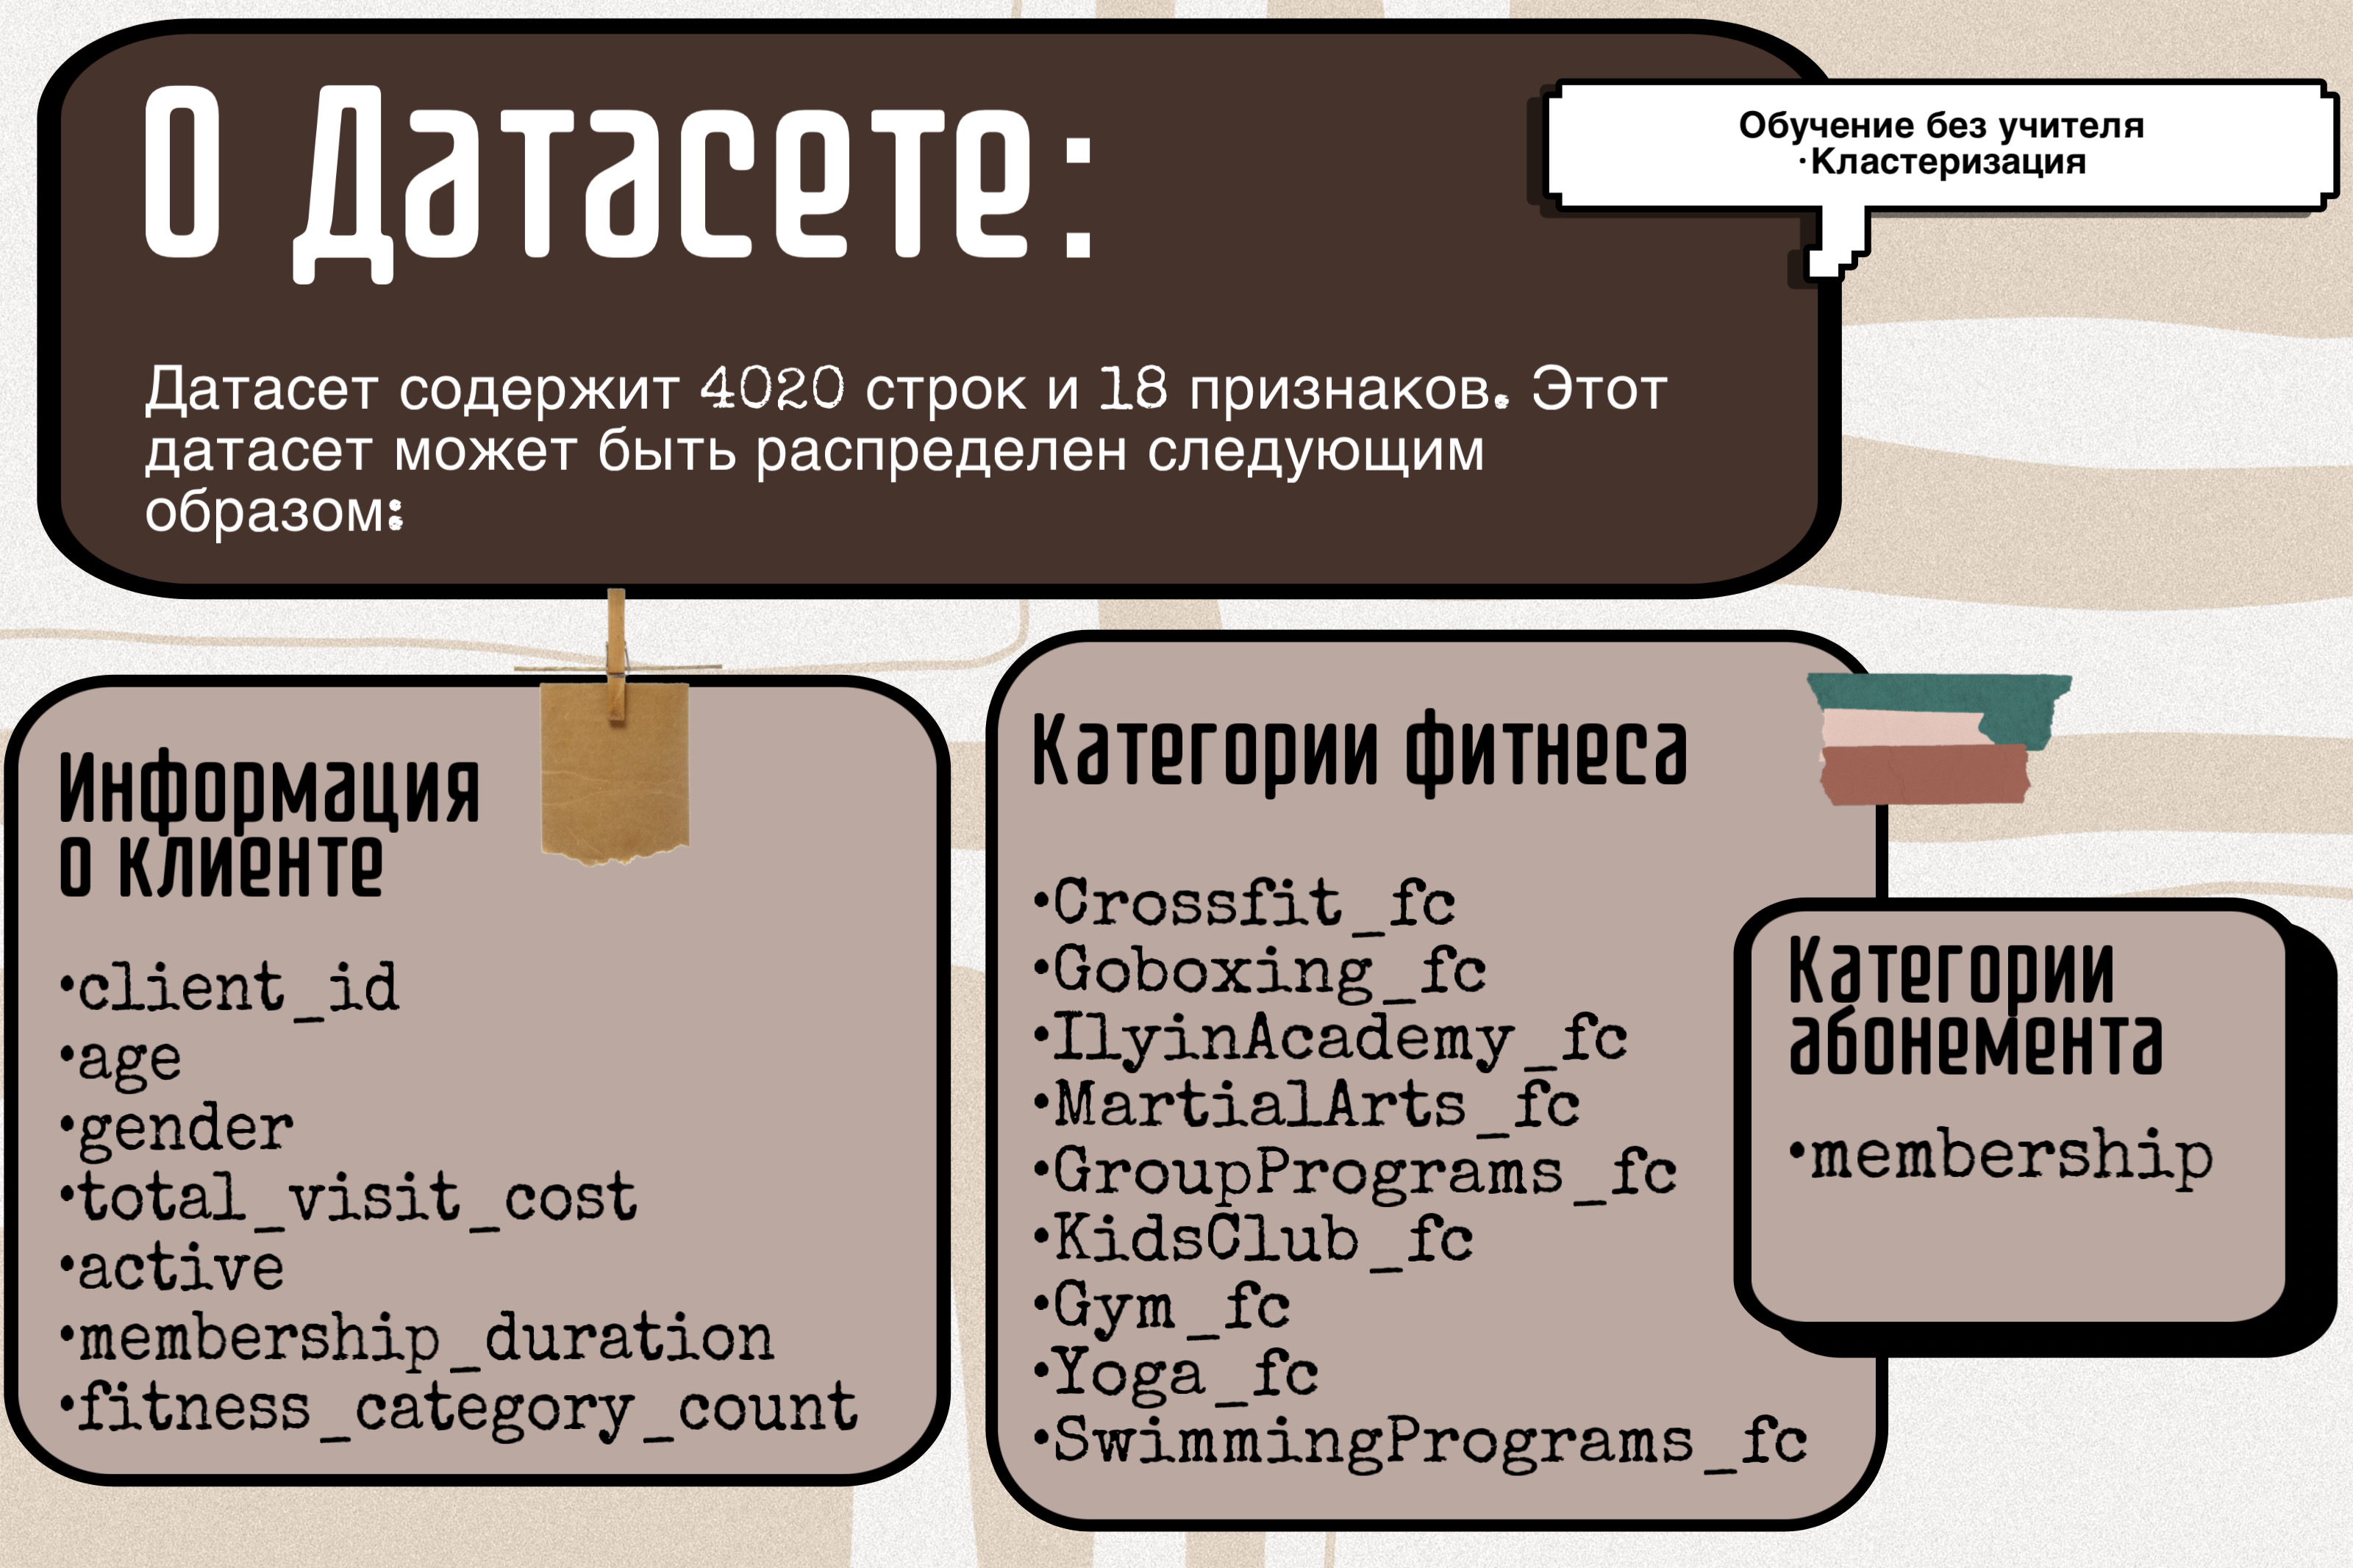 О Датасете:
Обучение без учителя
·Кластеризация
Датасет содержит 4020 строк и 18 признаков. Этот
датасет может быть распределен следующим
образом:
Информация
о клиенте
•client_id
•age
•gender
•total_visit_cost
•active
•membership_duration
•fitness_category_count
Категории фитнеса
•Crossfit_fc
•Goboxing_fc
•IlyinAcademy_fc
•MartialArts_fc
•GroupPrograms_fc
•KidsClub_fc
•Gym_fc
•Yoga_fc
•SwimmingPrograms_fc
Категории
абонемента
•membership